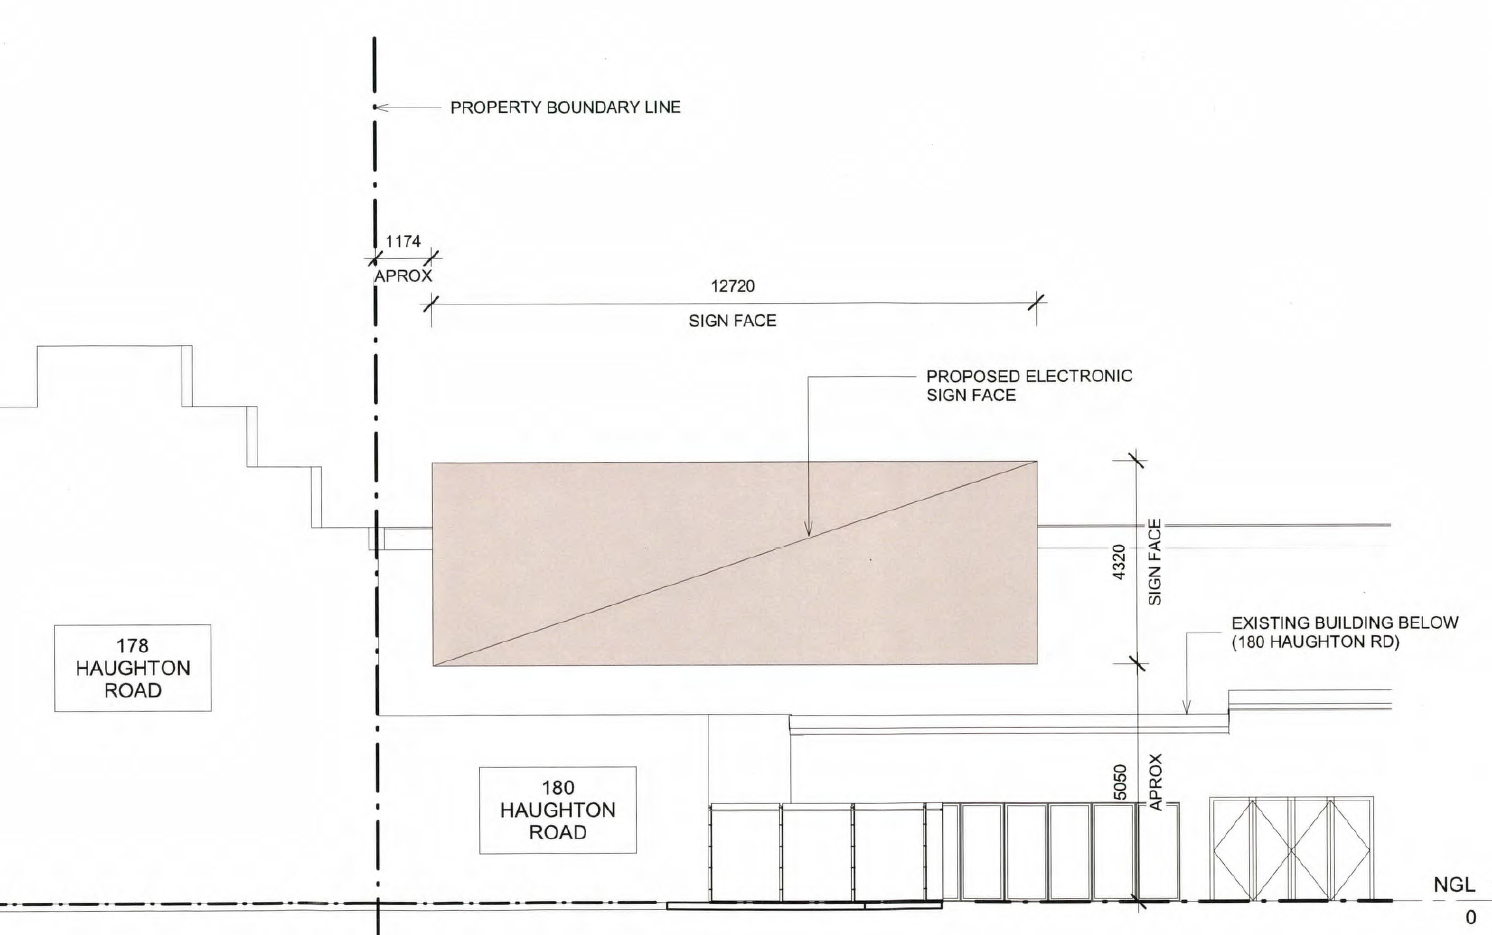 PROPERTY BOUNDARY LINE
1174
APROX
12720
SIGN FACE
PROPOSED ELECTRONIC
SIGN FACE
4320
SIGN FACE
EXISTING BUILDING BELOW
(180 HAUGHTON RD)
178
HAUGHTON
ROAD
180
HAUGHTON
ROAD
5050
APROX
NGL
0